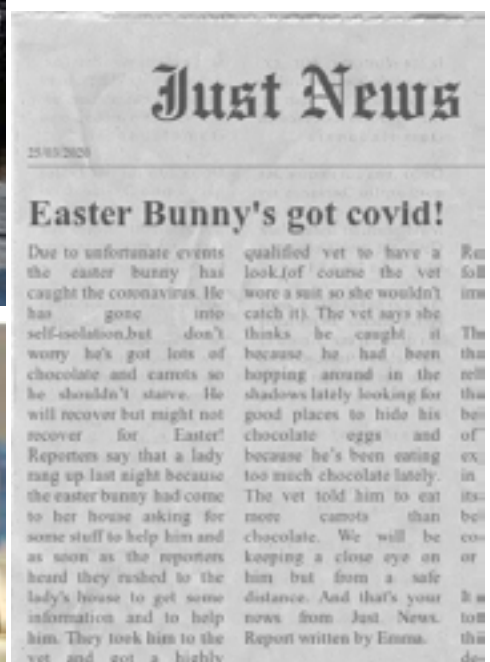 Just News
25/03/2020
Easter Bunny's got covid!
Due to unfortunate events
the easter bunny has
caught the coronavirus. He
has gone into
self-isolation,but don't
worry he's got lots of
chocolate and carrots so
he shouldn't starve. He
will recover but might not
recover for Easter!
Reporters say that a lady
rang up last night because
the easter bunny had come
to her house asking for
some stuff to help him and
as soon as the reporters
heard they rushed to the
lady's house to get some
information and to help
him. They took him to the
vet and got a highly
qualified vet to have a
look,(of course the vet
wore a suit so she wouldn't
catch it). The vet says she
thinks he caught it
because he had been
hopping around in the
shadows lately looking for
good places to hide his
chocolate eggs and
because he's been eating
too much chocolate lately.
The vet told him to eat
more carrots than
chocolate. We will be
keeping a close eye on
him but from a safe
distance. And that's your
news from Just News.
Report written by Emma.
of
in
or